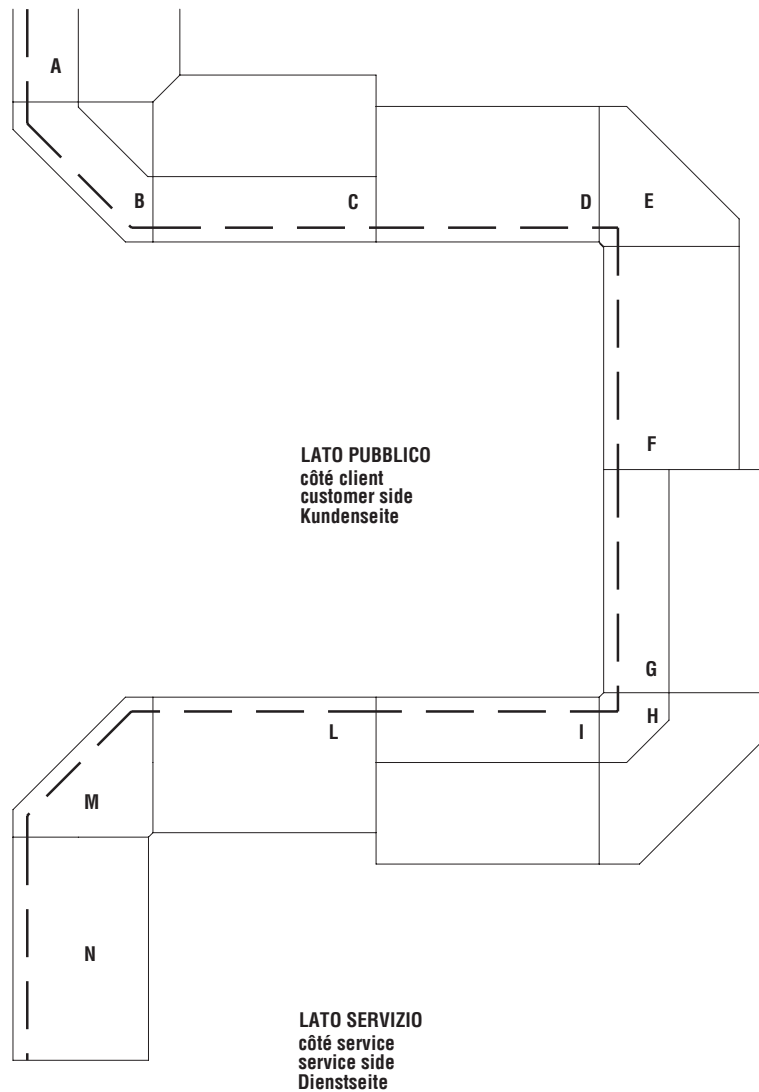 A
B
C
D
E
F
LATO PUBBLICO
côté client
customer side
Kundenseite
G
H
L
I
M
N
LATO SERVIZIO
côté service
service side
Dienstseite